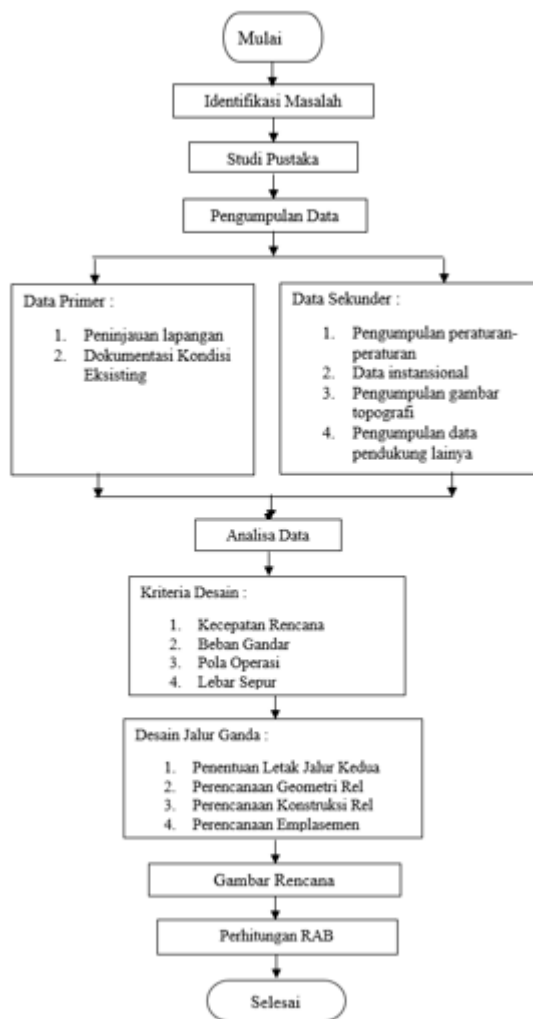 Mulai
Identifikasi Masalah
Studi Pustaka
Pengumpulan Data
Data Primer :
1. Peninjauan lapangan
2. Dokumentasi Kondisi
Eksisting
Data Sekunder :
1. Pengumpulan peraturan-
peraturan
2. Data instansional
3. Pengumpulan gambar
topografi
4. Pengumpulan data
pendukung lainya
Analisa Data
Kriteria Desain :
1. Kecepatan Rencana
2. Beban Gandar
3. Pola Operasi
4. Lebar Sepur
Desain Jalur Ganda :
1. Penentuan Letak Jalur Kedua
2. Perencanaan Geometri Rel
3. Perencanaan Konstruksi Rel
4. Perencanaan Emplasemen
Gambar Rencana
Perhitungan RAB
Selesai